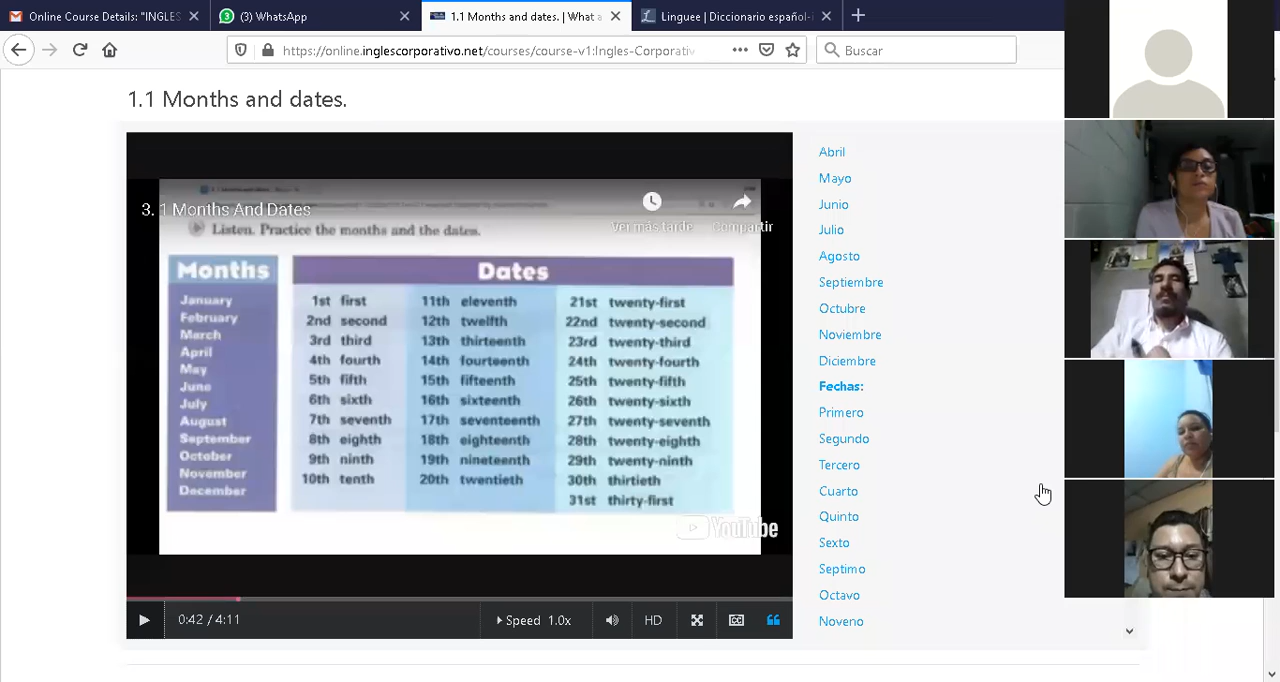 Online Course Details: "INGLES
(3) WhatsApp
1.1 Months and dates. | What a
Linguee | Diccionario español-i
https://online.inglescorporativo.net/courses/course-v1:Ingles-Corporativ
Buscar
1.1 Months and dates.
3. 1 Months And Dates
Ver más tarde
Compartir
Listen. Practice the months and the dates.
Months
January
February
March
April
May
June
July
August
September
October
November
December
Dates
1st first
2nd second
3rd third
4th fourth
5th fifth
6th sixth
7th seventh
8th eighth
9th ninth
10th tenth
11th eleventh
12th twelfth
13th thirteenth
14th fourteenth
15th fifteenth
16th sixteenth
17th seventeenth
18th eighteenth
19th nineteenth
20th twentieth
21st twenty-first
22nd twenty-second
23rd twenty-third
24th twenty-fourth
25th twenty-fifth
26th twenty-sixth
27th twenty-seventh
28th twenty-eighth
29th twenty-ninth
30th thirtieth
31st thirty-first
YouTube
0:42 / 4:11
Speed 1.0x
HD
Abril
Mayo
Junio
Julio
Agosto
Septiembre
Octubre
Noviembre
Diciembre
Fechas:
Primero
Segundo
Tercero
Cuarto
Quinto
Sexto
Septimo
Octavo
Noveno